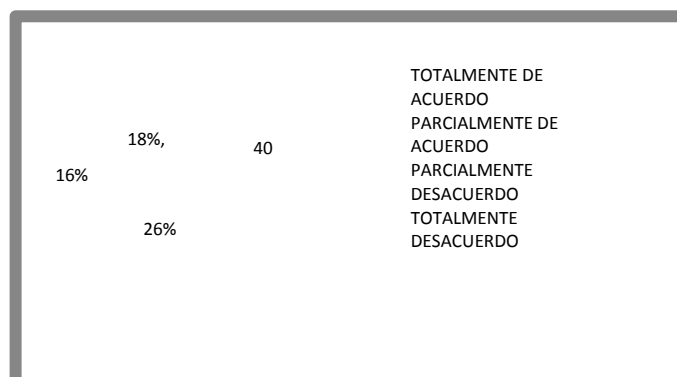 TOTALMENTE DE
ACUERDO
PARCIALMENTE DE
ACUERDO
PARCIALMENTE
DESACUERDO
TOTALMENTE
DESACUERDO
18%,
40
16%
26%